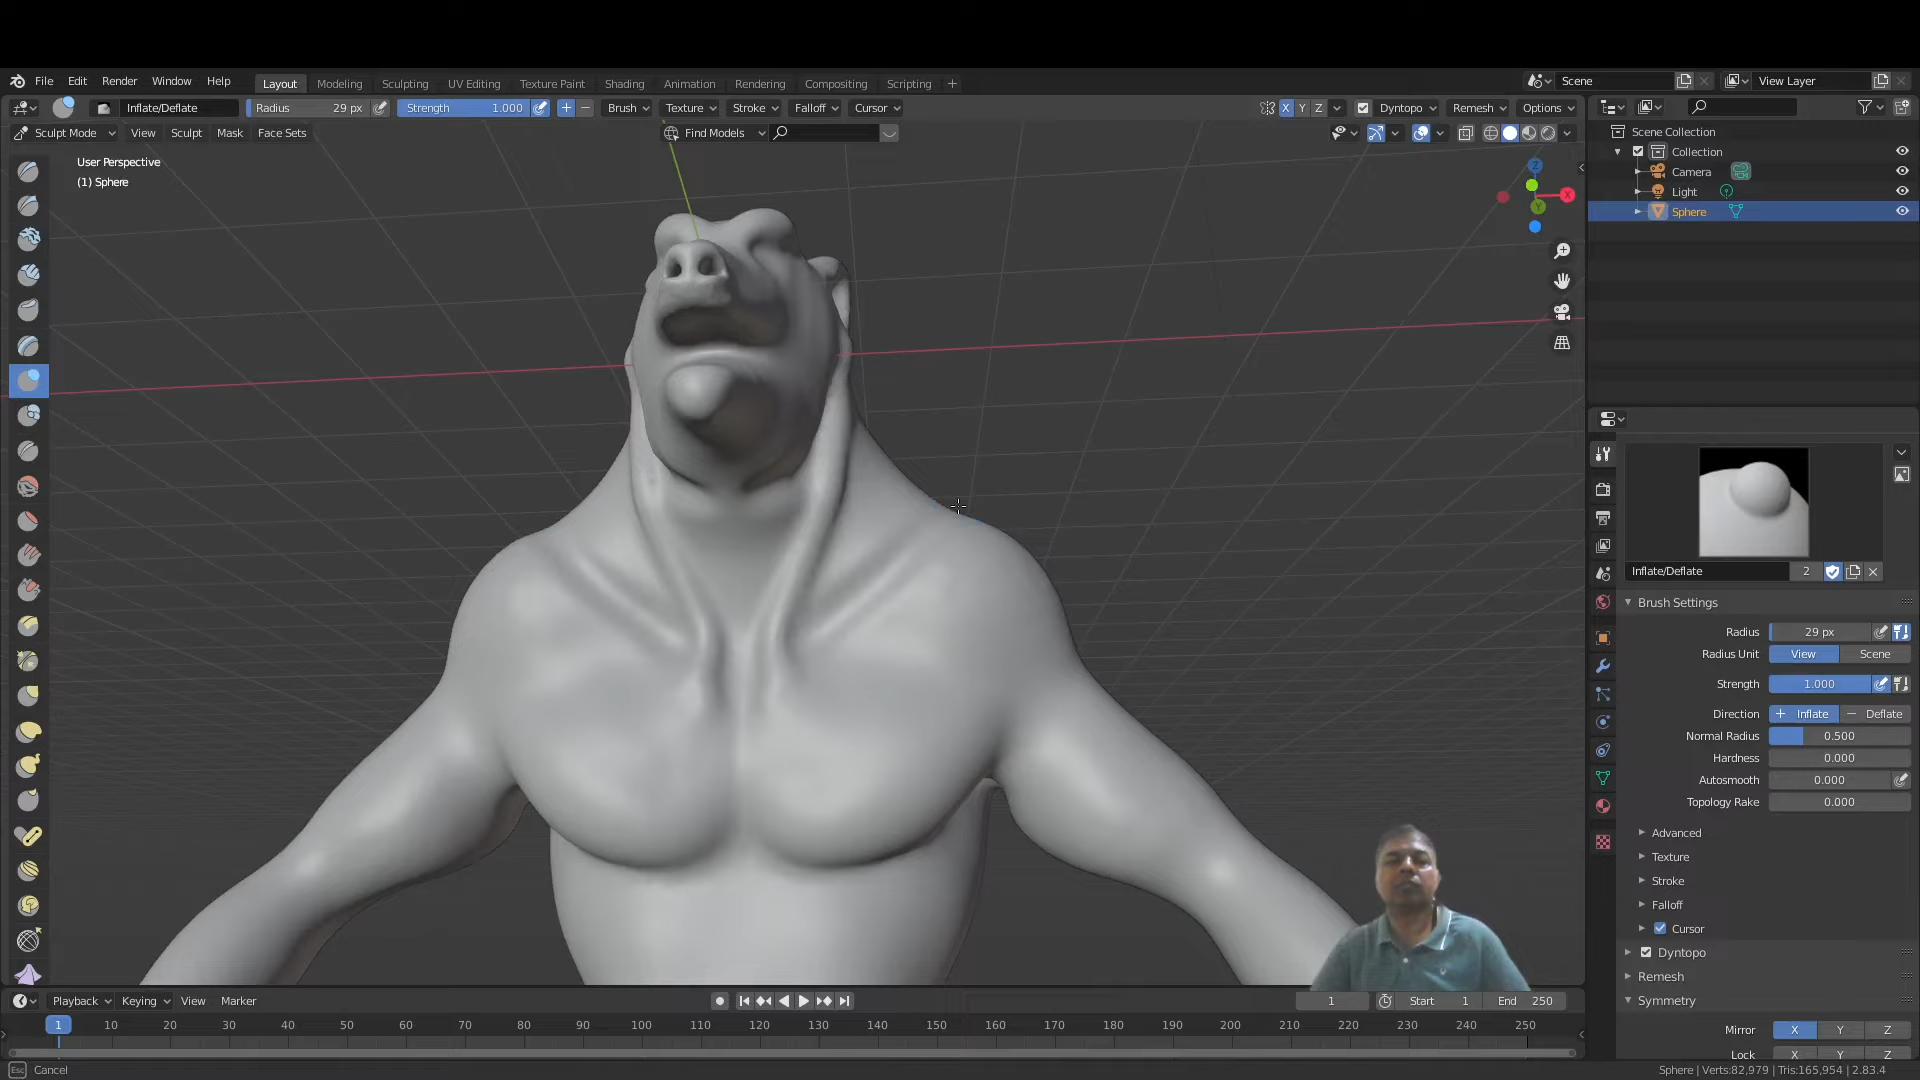 File Edit Render Window Help Layout Modeling Sculpting UV Editing Texture Paint Shading Animation Rendering Compositing Scripting + Scene View Layer
Inflate/Deflate Radius 29 px Strength 1.000 + − Brush Texture Stroke Falloff Cursor X Y Z Dyntopo Remesh Options
Sculpt Mode View Sculpt Mask Face Sets Find Models
User Perspective
(1) Sphere
Z
X
Y
Scene Collection
Collection
Camera
Light
Sphere
Inflate/Deflate 2
Brush Settings
Radius 29 px
Radius Unit View Scene
Strength 1.000
Direction + Inflate − Deflate
Normal Radius 0.500
Hardness 0.000
Autosmooth 0.000
Topology Rake 0.000
Advanced
Texture
Stroke
Falloff
Cursor
Dyntopo
Remesh
Symmetry
Mirror X Y Z
Lock X Y Z
Playback Keying View Marker 1 Start 1 End 250
1 10 20 30 40 50 60 70 80 90 100 110 120 130 140 150 160 170 180 190 200 210 220 230 240 250
Esc Cancel Sphere | Verts:82,979 | Tris:165,954 | 2.83.4